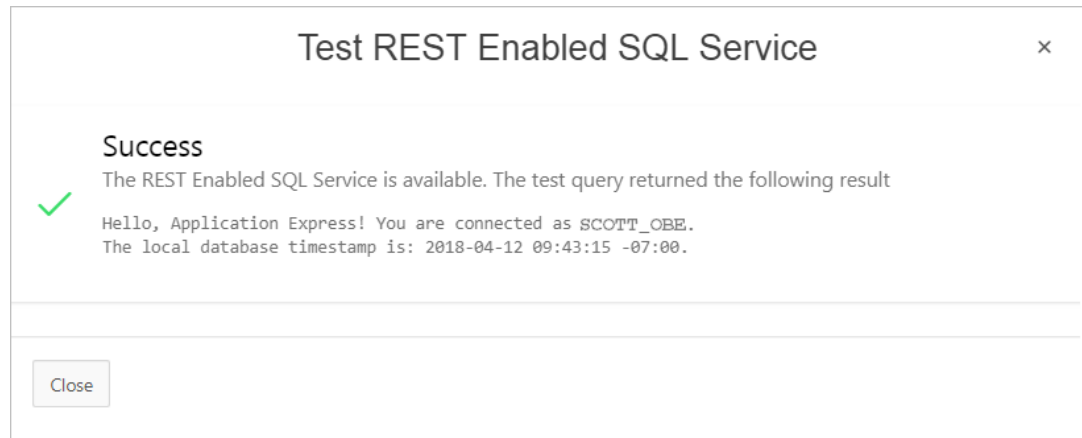 Test REST Enabled SQL Service
×
Success
The REST Enabled SQL Service is available. The test query returned the following result
Hello, Application Express! You are connected as SCOTT_OBE.
The local database timestamp is: 2018-04-12 09:43:15 -07:00.
Close